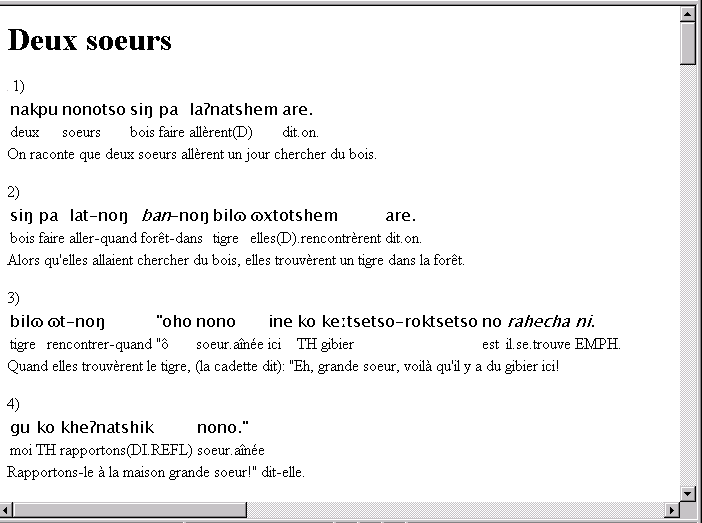 Deux soeurs
1)
nakpu nonotso siŋ pa laʔnatshem are.
deux soeurs bois faire allèrent(D) dit.on.
On raconte que deux soeurs allèrent un jour chercher du bois.
2)
siŋ pa lat-noŋ ban-noŋ bilɷ ɷxtotshem are.
bois faire aller-quand forêt-dans tigre elles(D).rencontrèrent dit.on.
Alors qu'elles allaient chercher du bois, elles trouvèrent un tigre dans la forêt.
3)
bilɷ ɷt-noŋ "oho nono ine ko keːtsetso-roktsetso no rahecha ni.
tigre rencontrer-quand "ô soeur.aînée ici TH gibier est il.se.trouve EMPH.
Quand elles trouvèrent le tigre, (la cadette dit): "Eh, grande soeur, voilà qu'il y a du gibier ici!
4)
gu ko kheʔnatshik nono."
moi TH rapportons(DI.REFL) soeur.aînée
Rapportons-le à la maison grande soeur!" dit-elle.